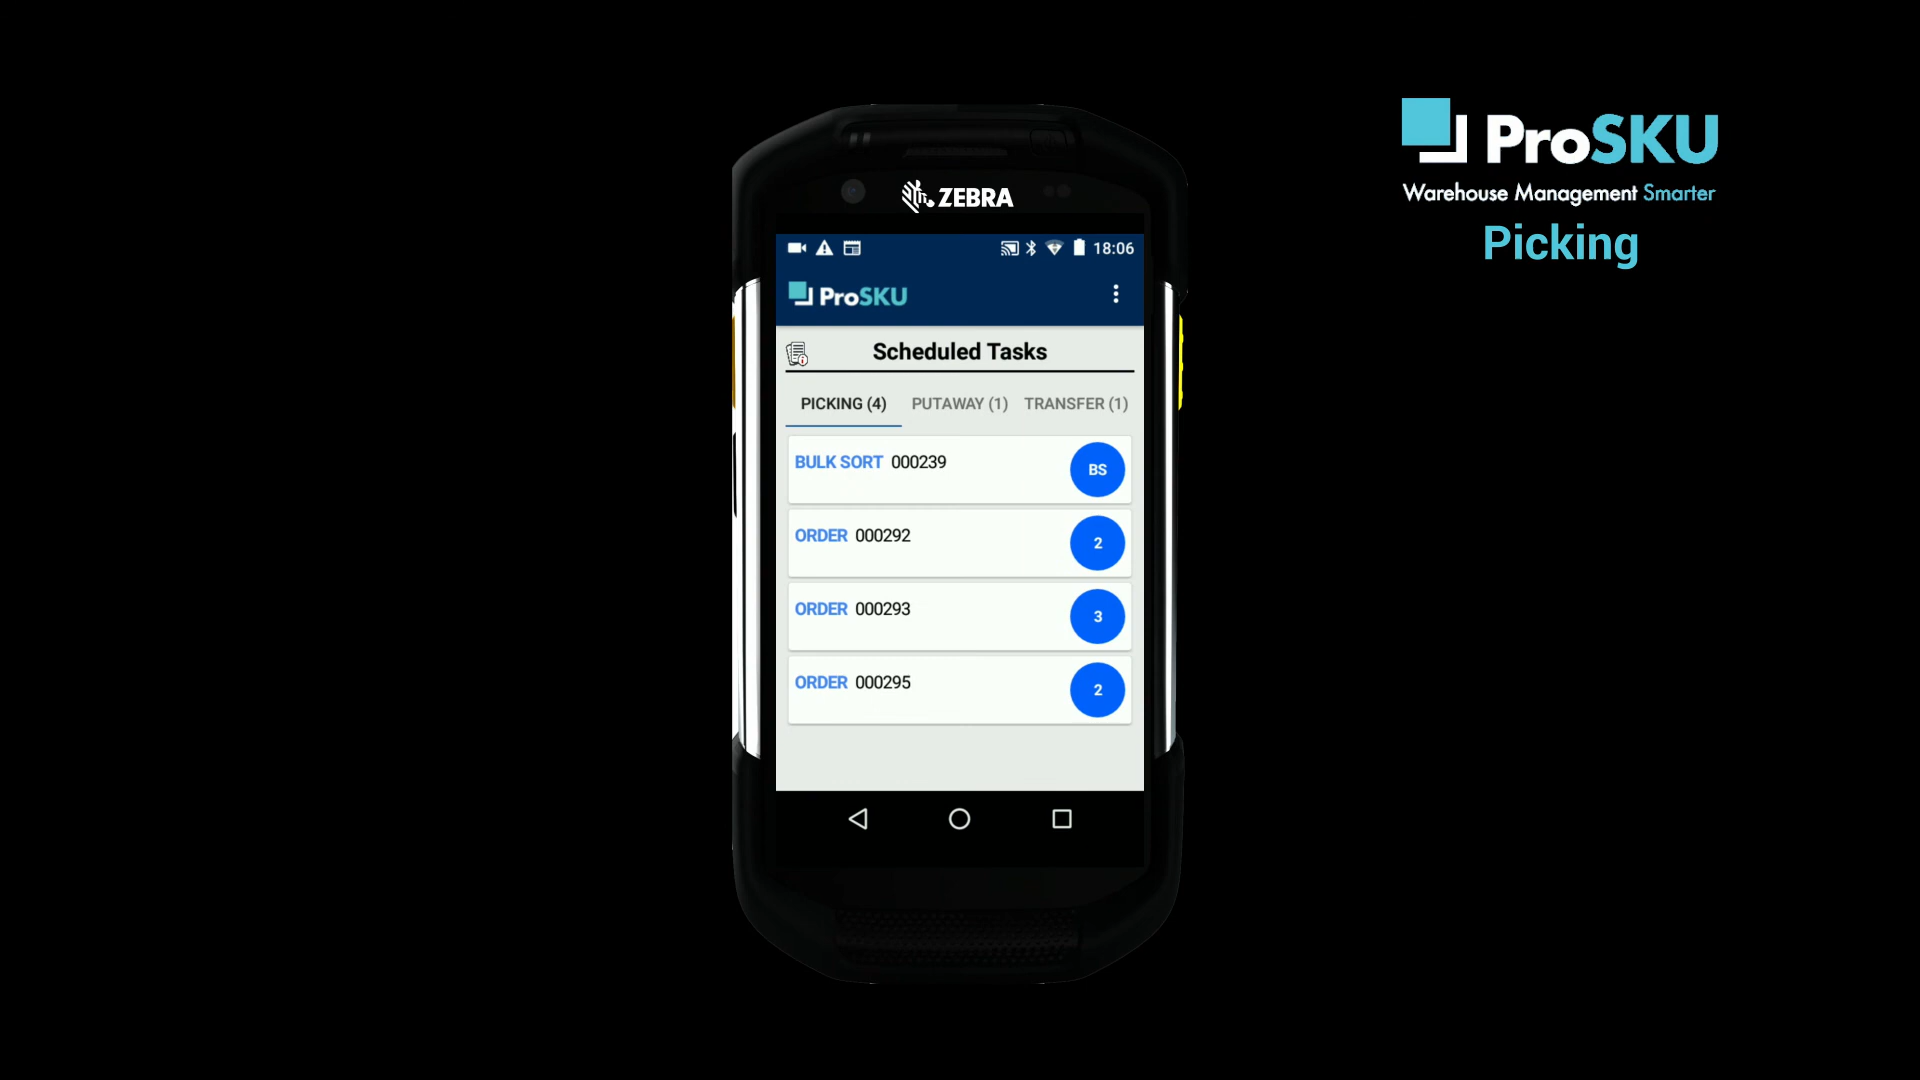 ProSKU
Warehouse Management Smarter
Picking
ZEBRA
18:06
ProSKU
Scheduled Tasks
PICKING (4) PUTAWAY (1) TRANSFER (1)
BULK SORT 000239 BS
ORDER 000292 2
ORDER 000293 3
ORDER 000295 2